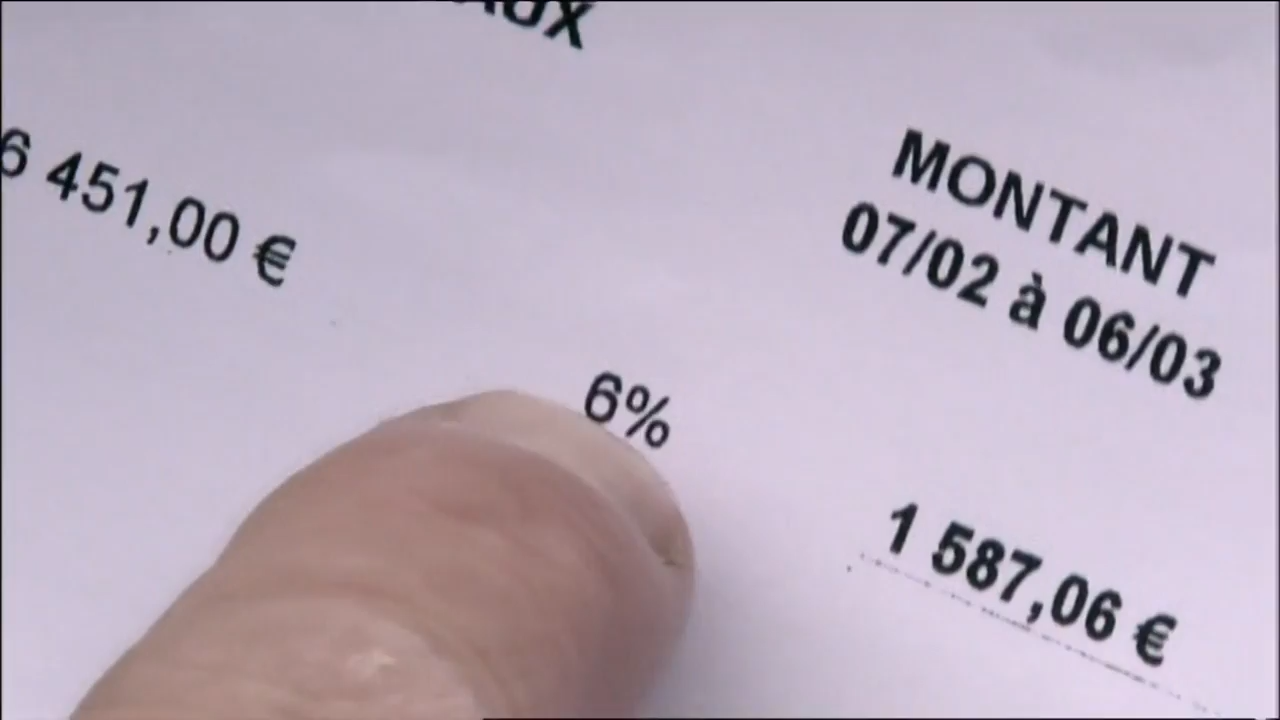 MONTANT
07/02 à 06/03
6 451,00 €
6%
1 587,06 €